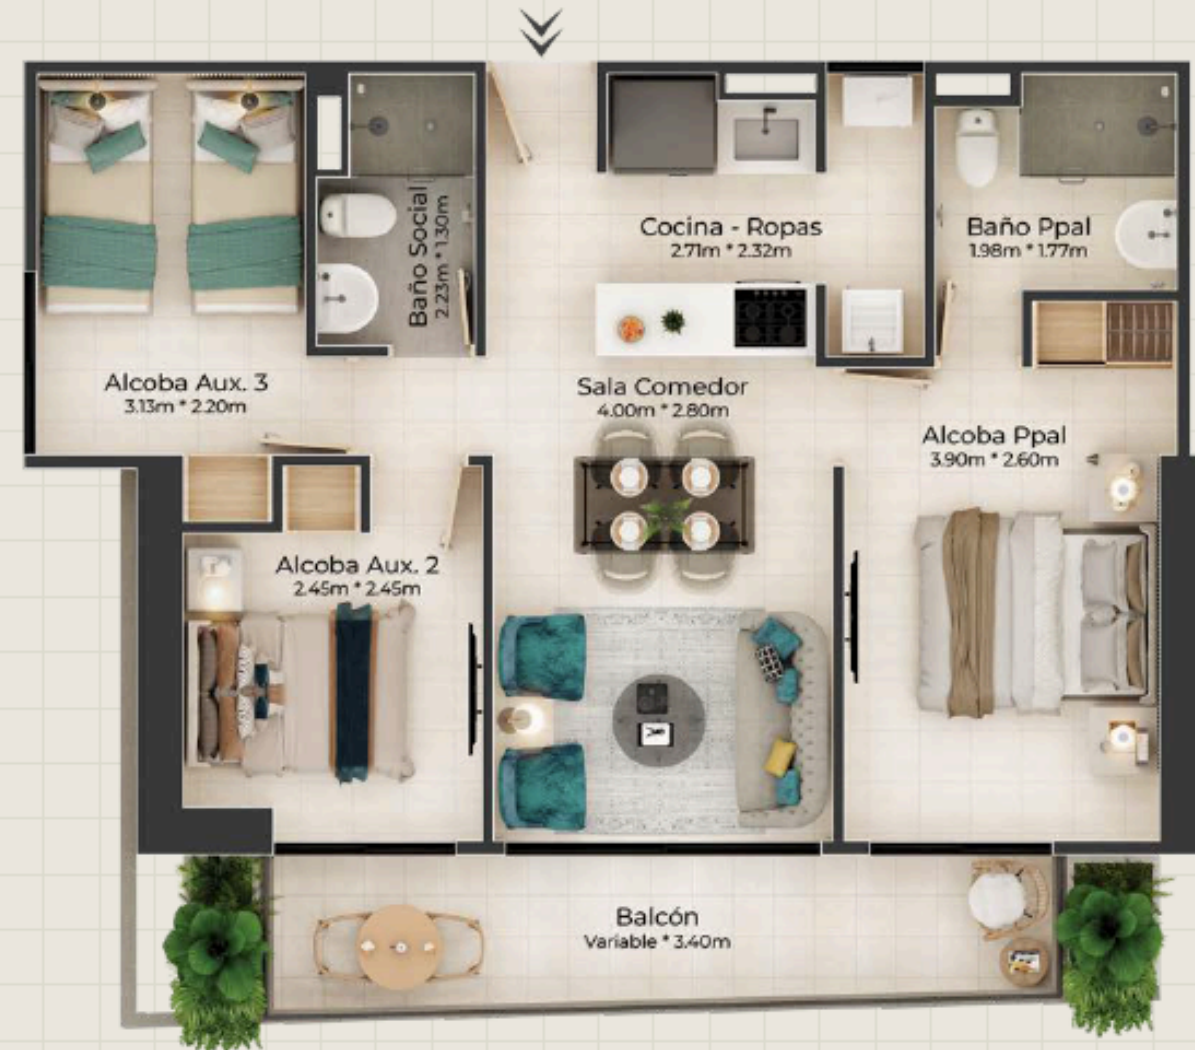 Cocina - Ropas
2.71m * 2.32m
Baño Ppal
1.98m * 1.77m
Baño Social
2.23m * 1.30m
Alcoba Aux. 3
3.13m * 2.20m
Sala Comedor
4.00m * 2.80m
Alcoba Ppal
3.90m * 2.60m
Alcoba Aux. 2
2.45m * 2.45m
Balcón
Variable * 3.40m